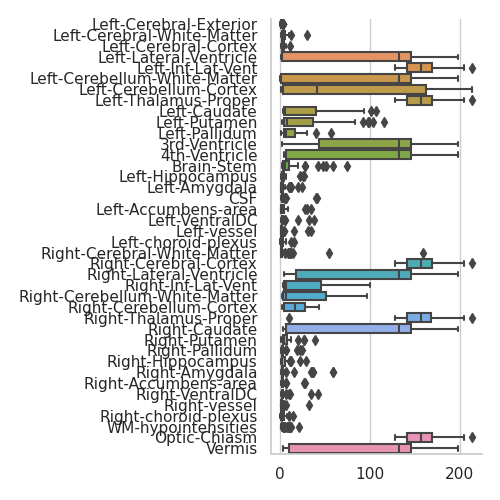 Left-Cerebral-Exterior
Left-Cerebral-White-Matter
Left-Cerebral-Cortex
Left-Lateral-Ventricle
Left-Inf-Lat-Vent
Left-Cerebellum-White-Matter
Left-Cerebellum-Cortex
Left-Thalamus-Proper
Left-Caudate
Left-Putamen
Left-Pallidum
3rd-Ventricle
4th-Ventricle
Brain-Stem
Left-Hippocampus
Left-Amygdala
CSF
Left-Accumbens-area
Left-VentralDC
Left-vessel
Left-choroid-plexus
Right-Cerebral-White-Matter
Right-Cerebral-Cortex
Right-Lateral-Ventricle
Right-Inf-Lat-Vent
Right-Cerebellum-White-Matter
Right-Cerebellum-Cortex
Right-Thalamus-Proper
Right-Caudate
Right-Putamen
Right-Pallidum
Right-Hippocampus
Right-Amygdala
Right-Accumbens-area
Right-VentralDC
Right-vessel
Right-choroid-plexus
WM-hypointensities
Optic-Chiasm
Vermis
0 100 200